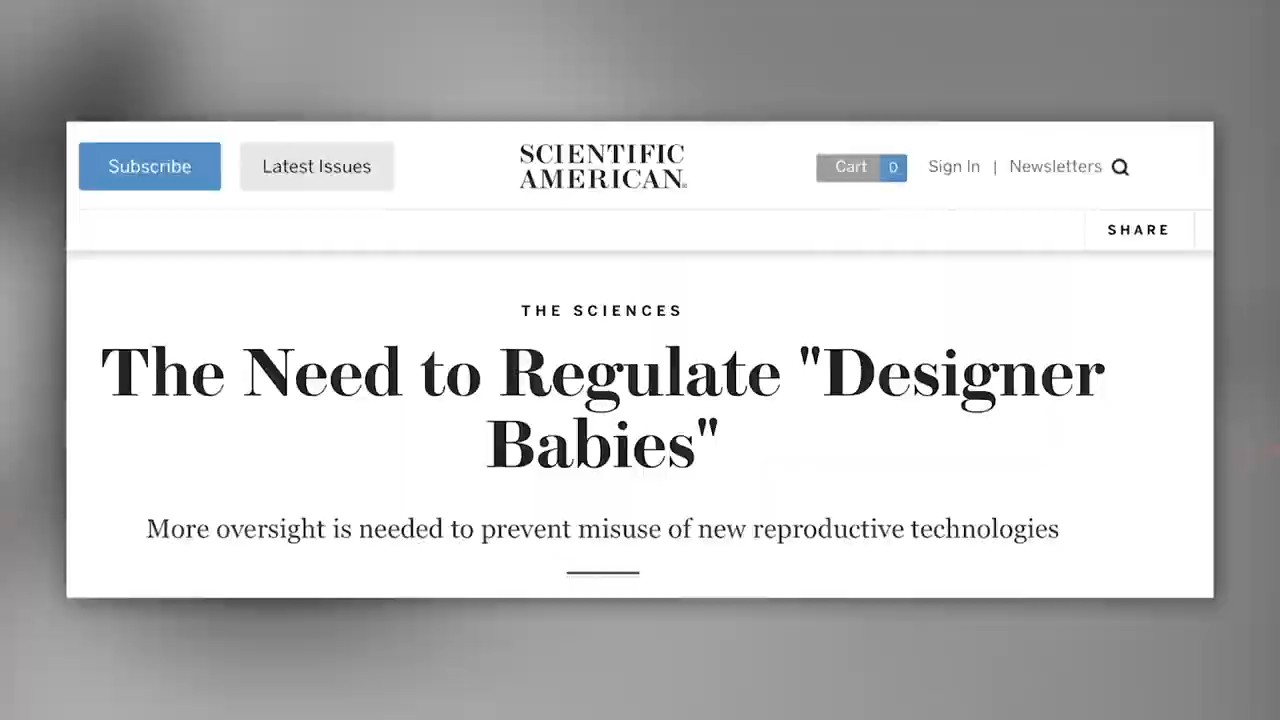 Subscribe
Latest Issues
SCIENTIFIC
AMERICAN
Cart 0
Sign In | Newsletters
SHARE
THE SCIENCES
The Need to Regulate "Designer
Babies"
More oversight is needed to prevent misuse of new reproductive technologies